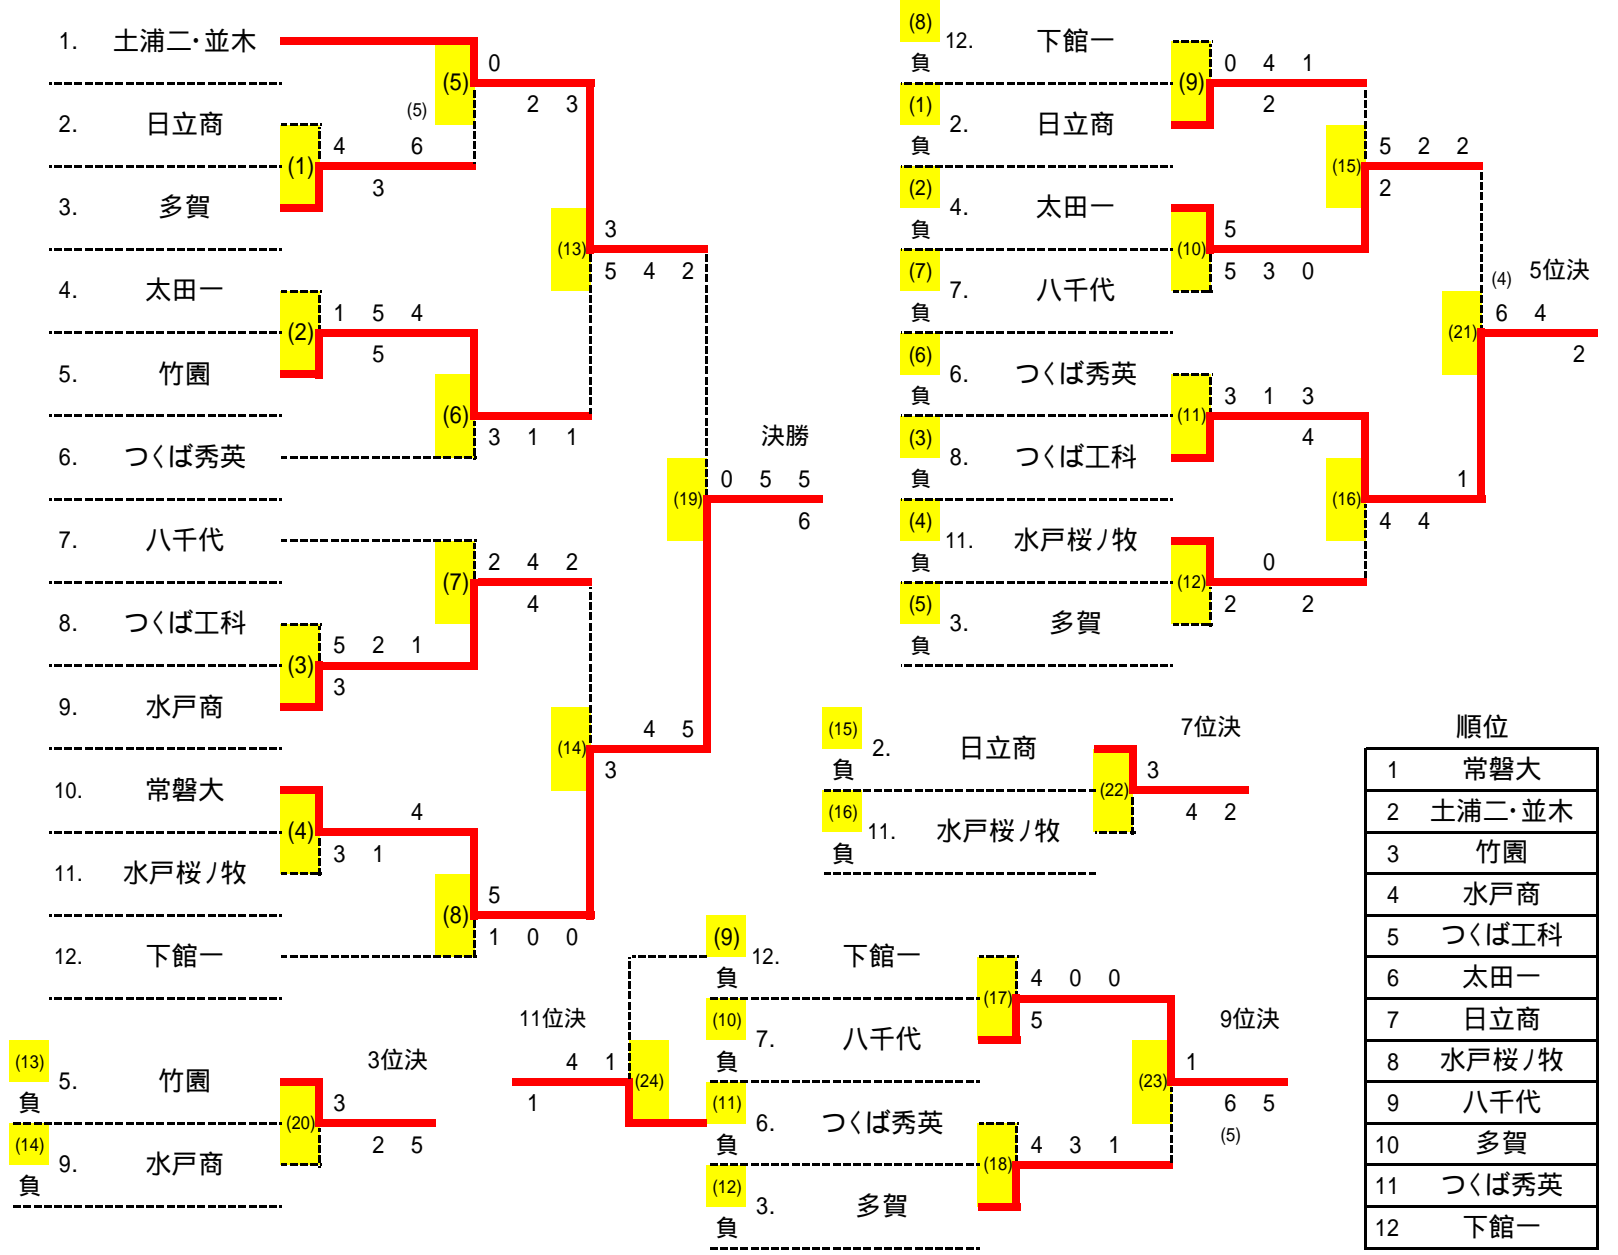 1. 土浦二・並木
(5)
0
2 3
2. 日立商
(5)
(1)
4 6
3
3. 多賀
(13)
3
5 4 2
4. 太田一
(2)
1 5 4
5
5. 竹園
(6)
3 1 1
6. つくば秀英
決勝
(19)
0 5 5
6
7. 八千代
(7)
2 4 2
4
8. つくば工科
(3)
5 2 1
3
9. 水戸商
(14)
4 5
3
10. 常磐大
(4)
4
3 1
11. 水戸桜ノ牧
(8)
5
1 0 0
12. 下館一
(8)
負
12. 下館一
(9)
0 4 1
2
(1)
負
2. 日立商
(15)
5 2 2
2
(2)
負
4. 太田一
(10)
5
5 3 0
(7)
負
7. 八千代
(4) 5位決
(21)
6 4
2
(6)
負
6. つくば秀英
(11)
3 1 3
4
(3)
負
8. つくば工科
(16)
1
4 4
(4)
負
11. 水戸桜ノ牧
(12)
0
2 2
(5)
負
3. 多賀
(15)
負
2. 日立商
7位決
(22)
3
4 2
(16)
負
11. 水戸桜ノ牧
順位
1 常磐大
2 土浦二・並木
3 竹園
4 水戸商
5 つくば工科
6 太田一
7 日立商
8 水戸桜ノ牧
9 八千代
10 多賀
11 つくば秀英
12 下館一
(13)
負
5. 竹園
3位決
(20)
3
2 5
(14)
負
9. 水戸商
11位決
4 1
1
(24)
(9)
負
12. 下館一
(17)
4 0 0
5
(10)
負
7. 八千代
9位決
(23)
1
6 5
(5)
(11)
負
6. つくば秀英
(18)
4 3 1
(12)
負
3. 多賀